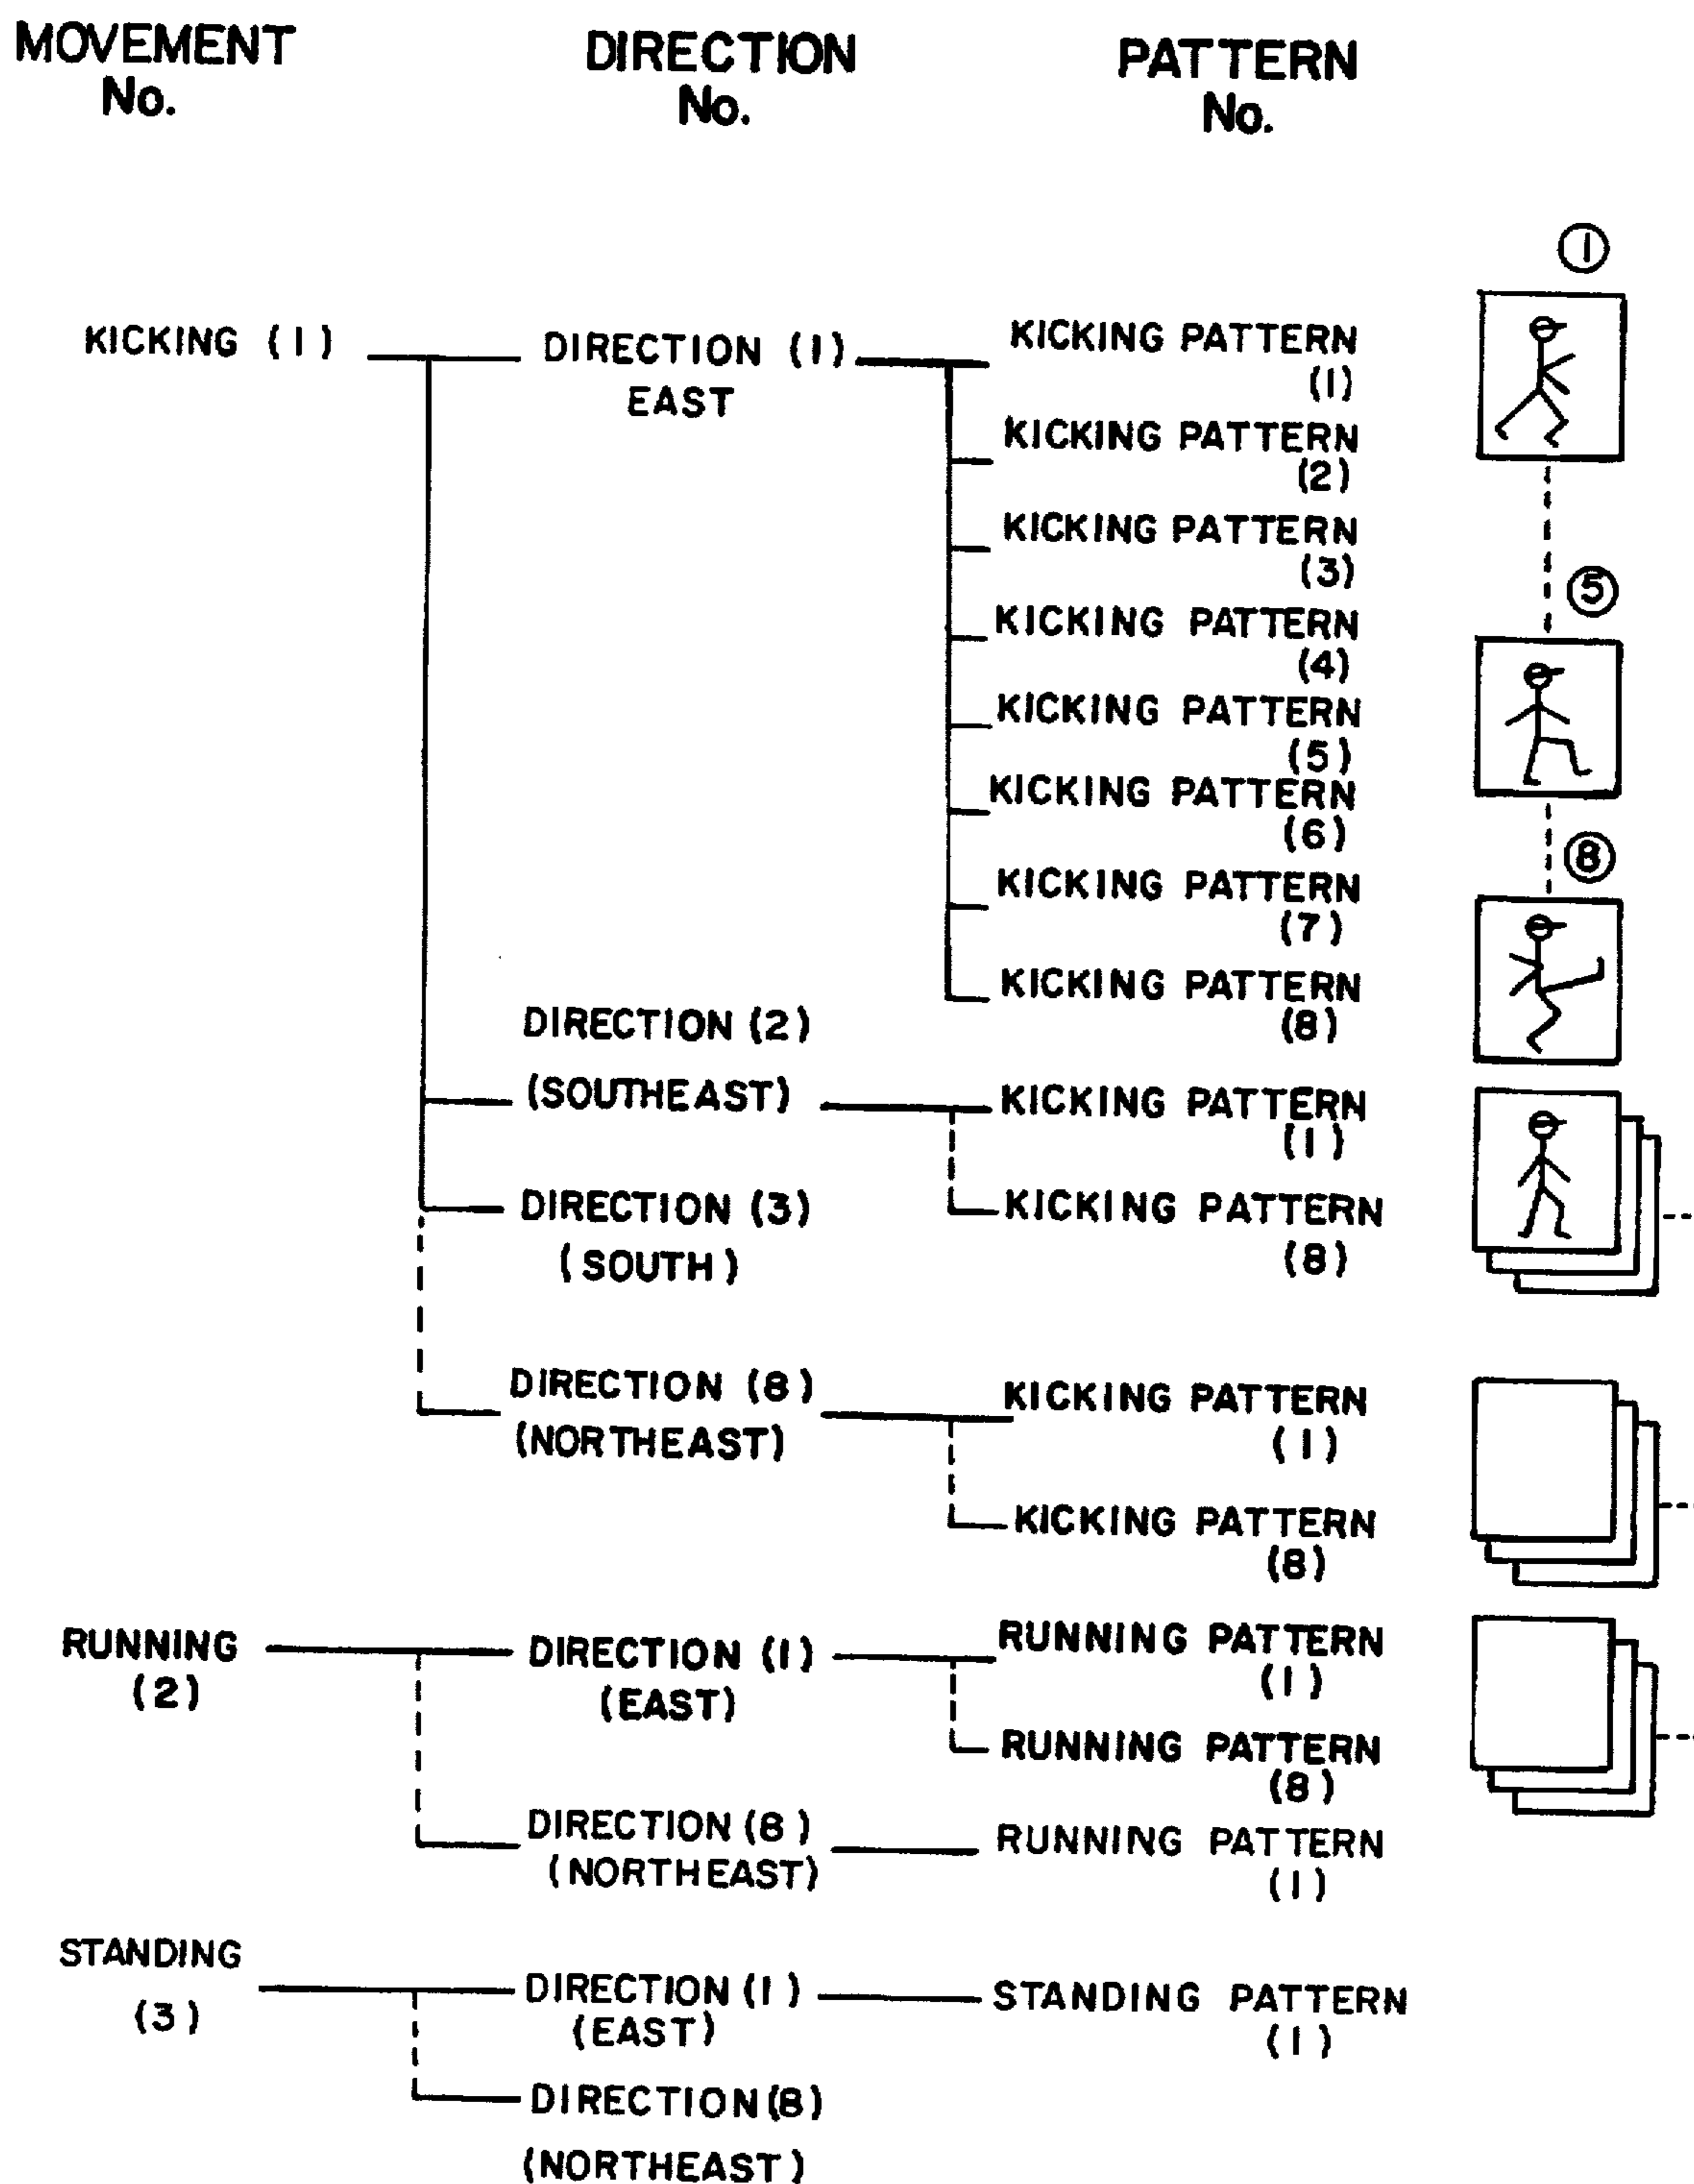 MOVEMENT
No.
DIRECTION
No.
PATTERN
No.
KICKING (1)
DIRECTION (1)
EAST
KICKING PATTERN
(1)
KICKING PATTERN
(2)
KICKING PATTERN
(3)
KICKING PATTERN
(4)
KICKING PATTERN
(5)
KICKING PATTERN
(6)
KICKING PATTERN
(7)
KICKING PATTERN
(8)
1
5
8
DIRECTION (2)
(SOUTHEAST)
KICKING PATTERN
(1)
KICKING PATTERN
(8)
DIRECTION (3)
(SOUTH)
DIRECTION (8)
(NORTHEAST)
KICKING PATTERN
(1)
KICKING PATTERN
(8)
RUNNING
(2)
DIRECTION (1)
(EAST)
RUNNING PATTERN
(1)
RUNNING PATTERN
(8)
DIRECTION (8)
(NORTHEAST)
RUNNING PATTERN
(1)
STANDING
(3)
DIRECTION (1)
(EAST)
STANDING PATTERN
(1)
DIRECTION (8)
(NORTHEAST)